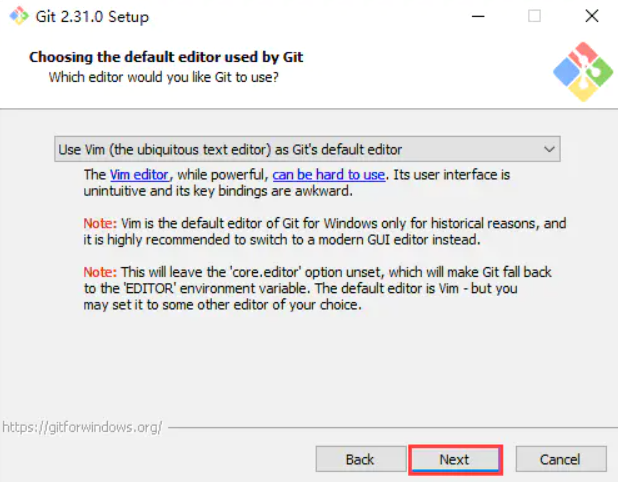 Git 2.31.0 Setup
Choosing the default editor used by Git
Which editor would you like Git to use?
Use Vim (the ubiquitous text editor) as Git's default editor
The Vim editor, while powerful, can be hard to use. Its user interface is
unintuitive and its key bindings are awkward.
Note: Vim is the default editor of Git for Windows only for historical reasons, and
it is highly recommended to switch to a modern GUI editor instead.
Note: This will leave the 'core.editor' option unset, which will make Git fall back
to the 'EDITOR' environment variable. The default editor is Vim - but you
may set it to some other editor of your choice.
https://gitforwindows.org/
Back Next Cancel